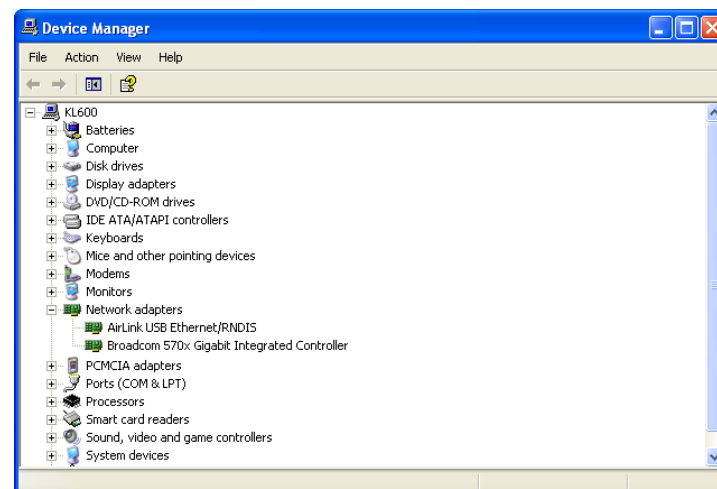 Device Manager
File Action View Help
KL600
Batteries
Computer
Disk drives
Display adapters
DVD/CD-ROM drives
IDE ATA/ATAPI controllers
Keyboards
Mice and other pointing devices
Modems
Monitors
Network adapters
AirLink USB Ethernet/RNDIS
Broadcom 570x Gigabit Integrated Controller
PCMCIA adapters
Ports (COM & LPT)
Processors
Smart card readers
Sound, video and game controllers
System devices